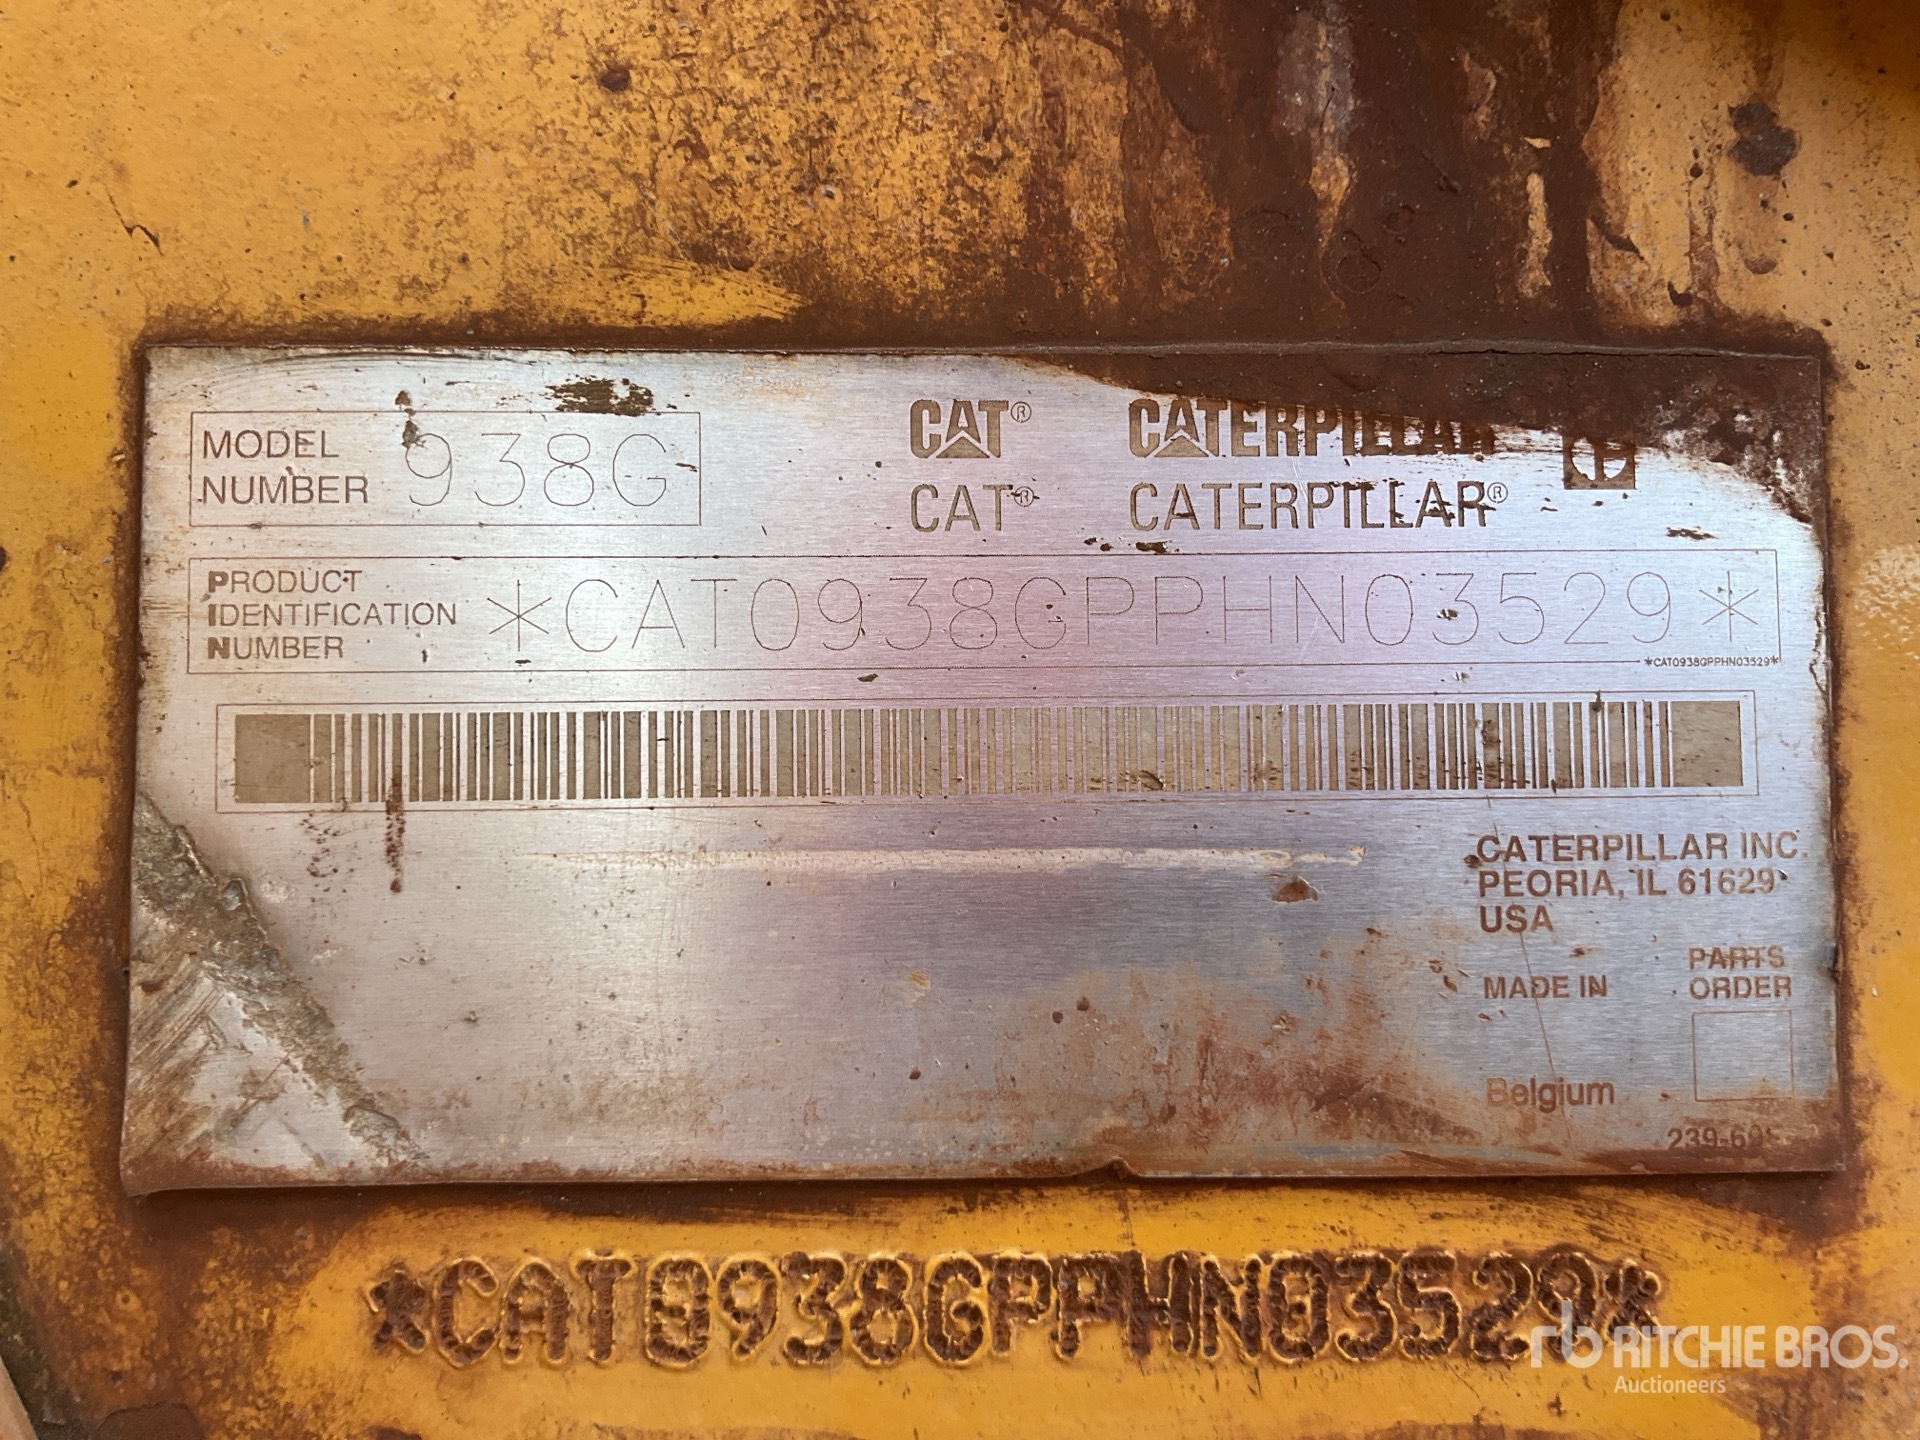 MODEL
NUMBER 938G
CAT® CATERPILLAR
CAT® CATERPILLAR®
PRODUCT
IDENTIFICATION
NUMBER
*CAT0938GPPHN03529*
*CAT0938GPPHN03529*
CATERPILLAR INC.
PEORIA, IL 61629
USA
MADE IN
PARTS
ORDER
Belgium
*CAT0938GPPHN03529*
rb RITCHIE BROS.
Auctioneers